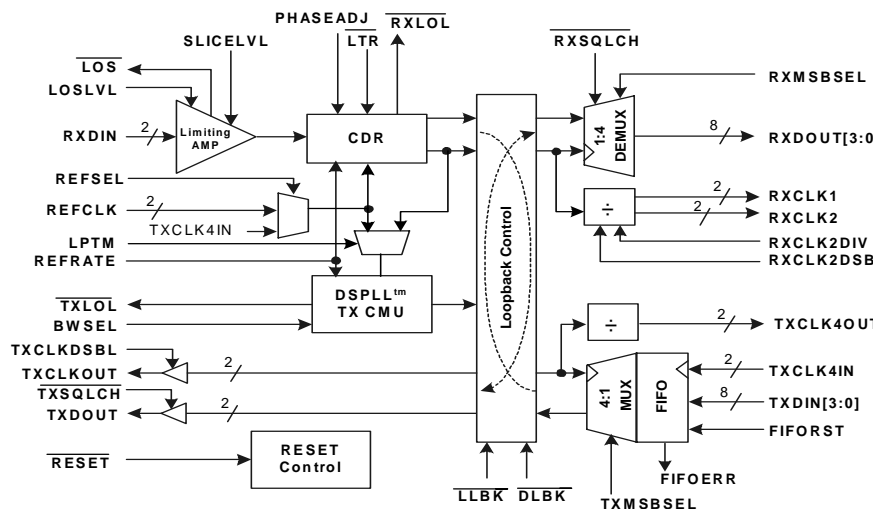 PHASEADJ
RXLOL
SLICELVL
LTR
RXSQLCH
LOS
LOSLVL
RXMSBSEL
RXDIN
2
Limiting
AMP
CDR
1:4
DEMUX
8
RXDOUT[3:0
REFSEL
REFCLK
2
TXCLK4IN
÷
2
RXCLK1
2
RXCLK2
LPTM
REFRATE
RXCLK2DIV
RXCLK2DSB
Loopback Control
DSPLLtm
TX CMU
TXLOL
BWSEL
÷
2
TXCLK4OUT
TXCLKDSBL
TXCLKOUT
2
TXSQLCH
TXDOUT
2
4:1
MUX
FIFO
2
TXCLK4IN
8
TXDIN[3:0]
FIFORST
RESET
RESET
Control
LLBK
DLBK
FIFOERR
TXMSBSEL